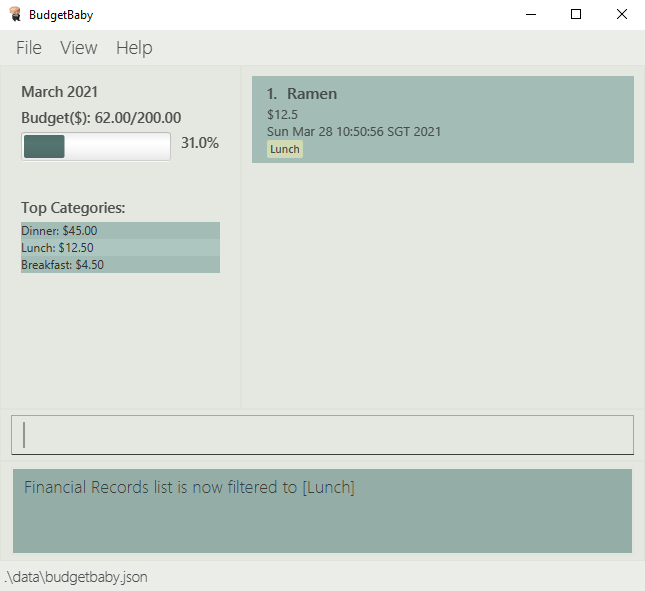 BudgetBaby
File View Help
March 2021
Budget($): 62.00/200.00
31.0%
Top Categories:
Dinner: $45.00
Lunch: $12.50
Breakfast: $4.50
1. Ramen
$12.5
Sun Mar 28 10:50:56 SGT 2021
Lunch
Financial Records list is now filtered to [Lunch]
.\data\budgetbaby.json